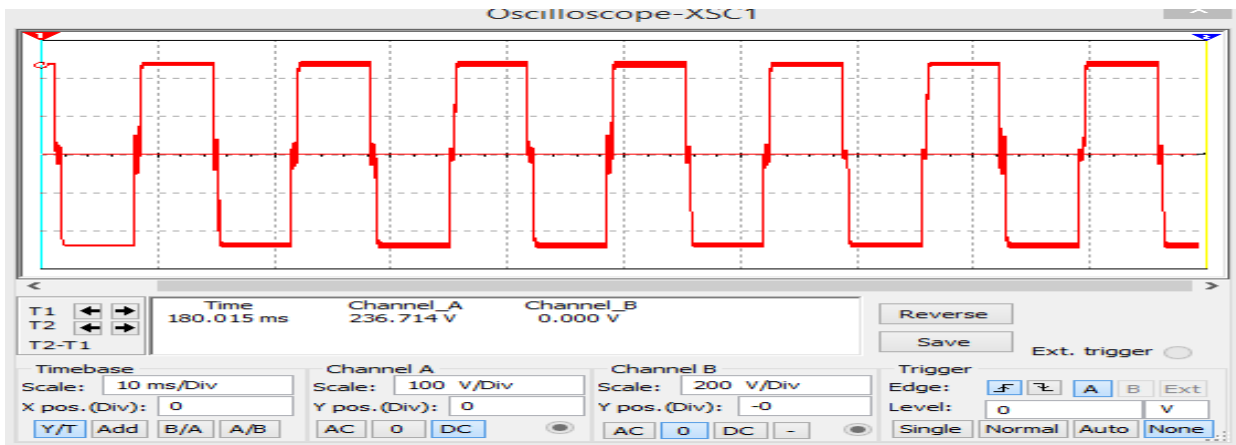 Oscilloscope-XSC1
1
2
T1
T2
T2-T1
Time Channel_A Channel_B
180.015 ms 236.714 V 0.000 V
Reverse
Save
Ext. trigger
Timebase
Scale: 10 ms/Div
X pos.(Div): 0
Y/T Add B/A A/B
Channel A
Scale: 100 V/Div
Y pos.(Div): 0
AC 0 DC
Channel B
Scale: 200 V/Div
Y pos.(Div): -0
AC 0 DC -
Trigger
Edge: A B Ext
Level: 0 V
Single Normal Auto None